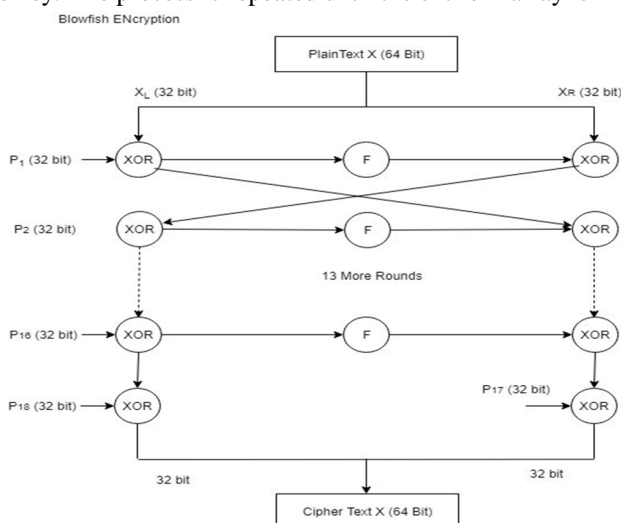 Blowfish ENcryption
PlainText X (64 Bit)
XL (32 bit)
XR (32 bit)
P1 (32 bit)
XOR
F
XOR
P2 (32 bit)
XOR
F
XOR
13 More Rounds
P16 (32 bit)
XOR
F
XOR
P18 (32 bit)
XOR
P17 (32 bit)
XOR
32 bit
32 bit
Cipher Text X (64 Bit)